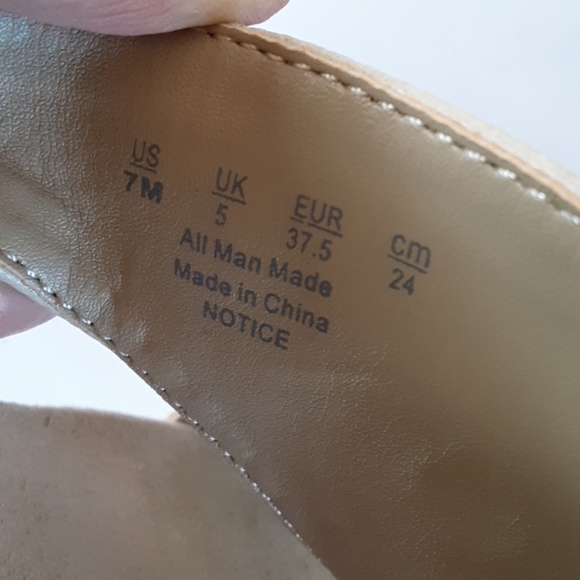 US UK EUR cm
7M 5 37.5 24
All Man Made
Made in China
NOTICE